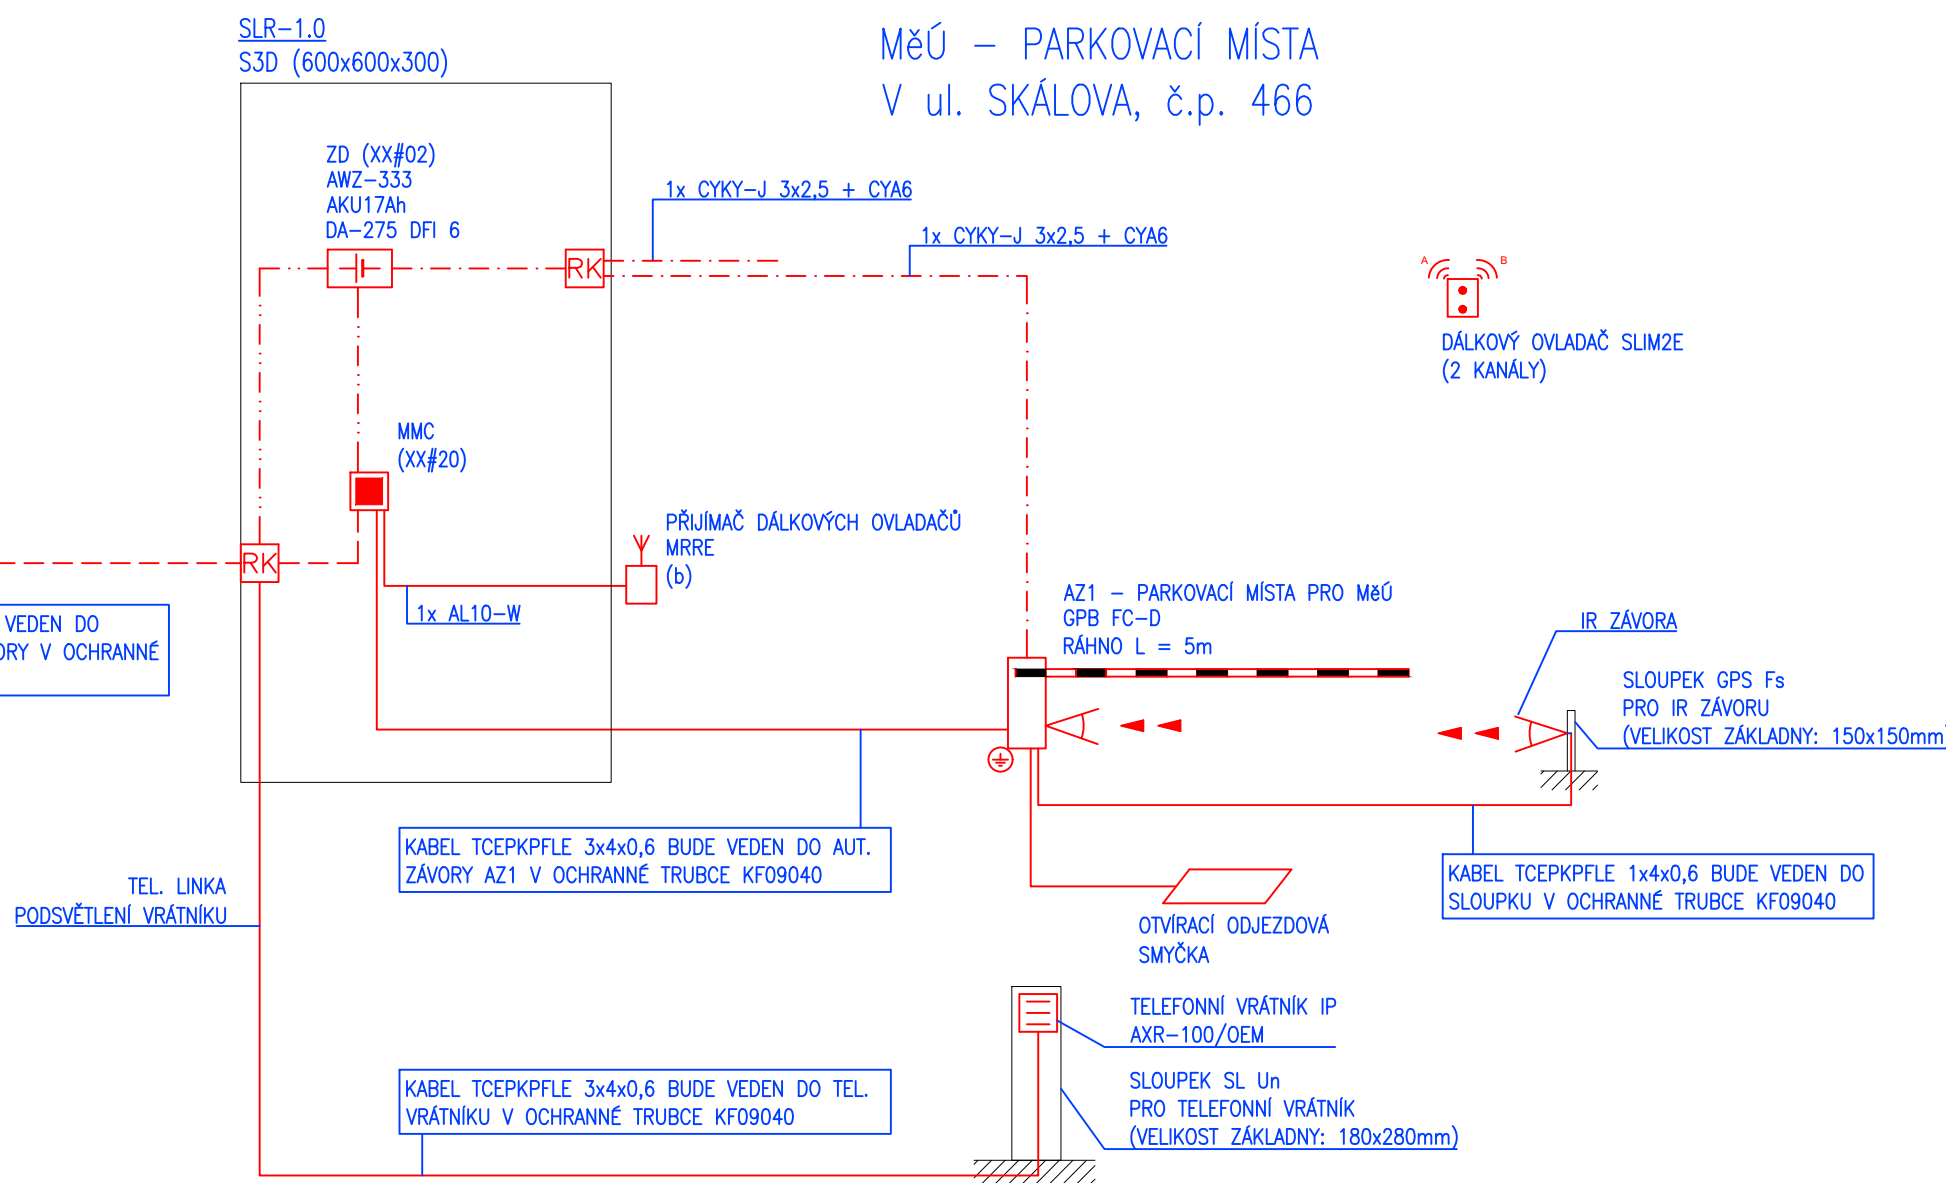 SLR-1.0
S3D (600x600x300)
MěÚ - PARKOVACÍ MÍSTA
V ul. SKÁLOVA, č.p. 466
ZD (XX#02)
AWZ-333
AKU17Ah
DA-275 DFI 6
1x CYKY-J 3x2,5 + CYA6
1x CYKY-J 3x2,5 + CYA6
RK
A
B
DÁLKOVÝ OVLADAČ SLIM2E
(2 KANÁLY)
MMC
(XX#20)
PŘIJÍMAČ DÁLKOVÝCH OVLADAČŮ
MRRE
(b)
RK
1x AL10-W
VEDEN DO
ORY V OCHRANNÉ
AZ1 - PARKOVACÍ MÍSTA PRO MěÚ
GPB FC-D
RÁHNO L = 5m
IR ZÁVORA
SLOUPEK GPS Fs
PRO IR ZÁVORU
(VELIKOST ZÁKLADNY: 150x150mm)
KABEL TCEPKPFLE 3x4x0,6 BUDE VEDEN DO AUT.
ZÁVORY AZ1 V OCHRANNÉ TRUBCE KF09040
KABEL TCEPKPFLE 1x4x0,6 BUDE VEDEN DO
SLOUPKU V OCHRANNÉ TRUBCE KF09040
TEL. LINKA
PODSVĚTLENÍ VRÁTNÍKU
OTVÍRACÍ ODJEZDOVÁ
SMYČKA
TELEFONNÍ VRÁTNÍK IP
AXR-100/OEM
SLOUPEK SL Un
PRO TELEFONNÍ VRÁTNÍK
(VELIKOST ZÁKLADNY: 180x280mm)
KABEL TCEPKPFLE 3x4x0,6 BUDE VEDEN DO TEL.
VRÁTNÍKU V OCHRANNÉ TRUBCE KF09040